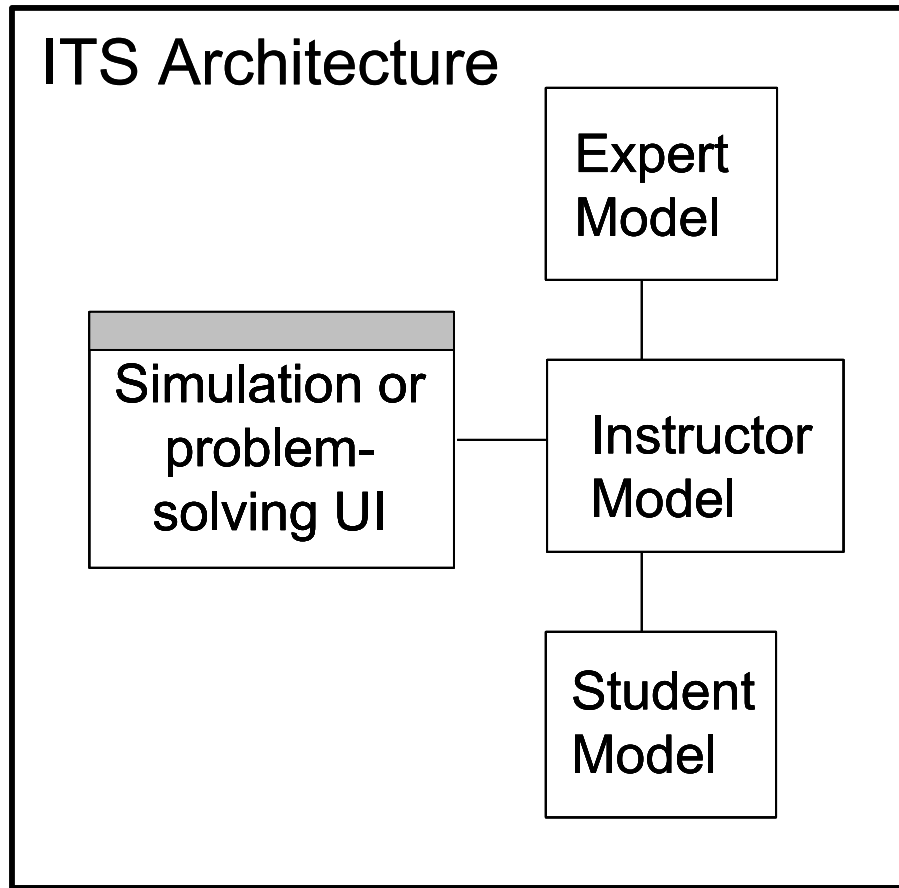 ITS Architecture
Expert
Model
Simulation or
problem-
solving UI
Instructor
Model
Student
Model